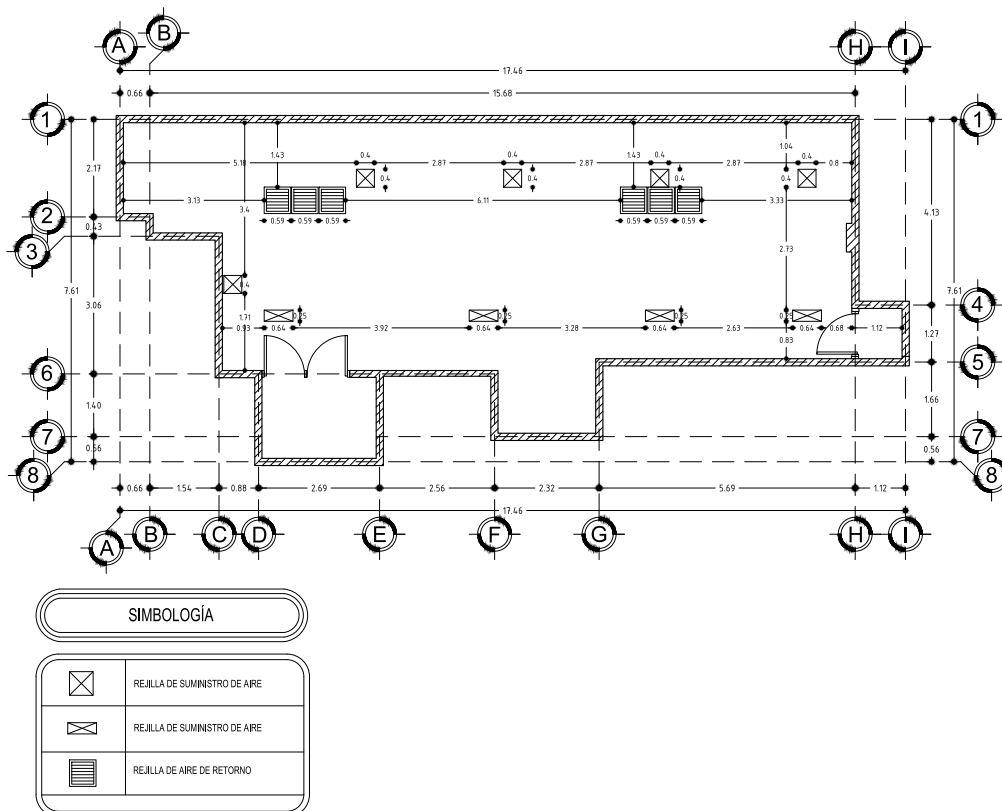 A B H I
17.46
0.66 15.68
1 1
5.18 0.4 2.87 0.4 2.87 0.4 2.87 0.4 0.8
1.43 1.43 1.04
2.17 3.4 0.4 0.4 0.4 0.4 4.13
3.13 6.11 3.33
2 0.59 0.59 0.59 0.59 0.59 0.59
0.43
3 2.73
7.61 3.06 0.4 7.61
1.71 0.25 0.25 0.25 0.25 4
0.93 0.64 3.92 0.64 3.28 0.64 2.63 0.64 0.68 1.12 1.27
0.83
5
6
1.40 1.66
7 7
0.56 0.56
8 8
0.66 1.54 0.88 2.69 2.56 2.32 5.69 1.12
17.46
A B C D E F G H I
SIMBOLOGÍA
REJILLA DE SUMINISTRO DE AIRE
REJILLA DE SUMINISTRO DE AIRE
REJILLA DE AIRE DE RETORNO